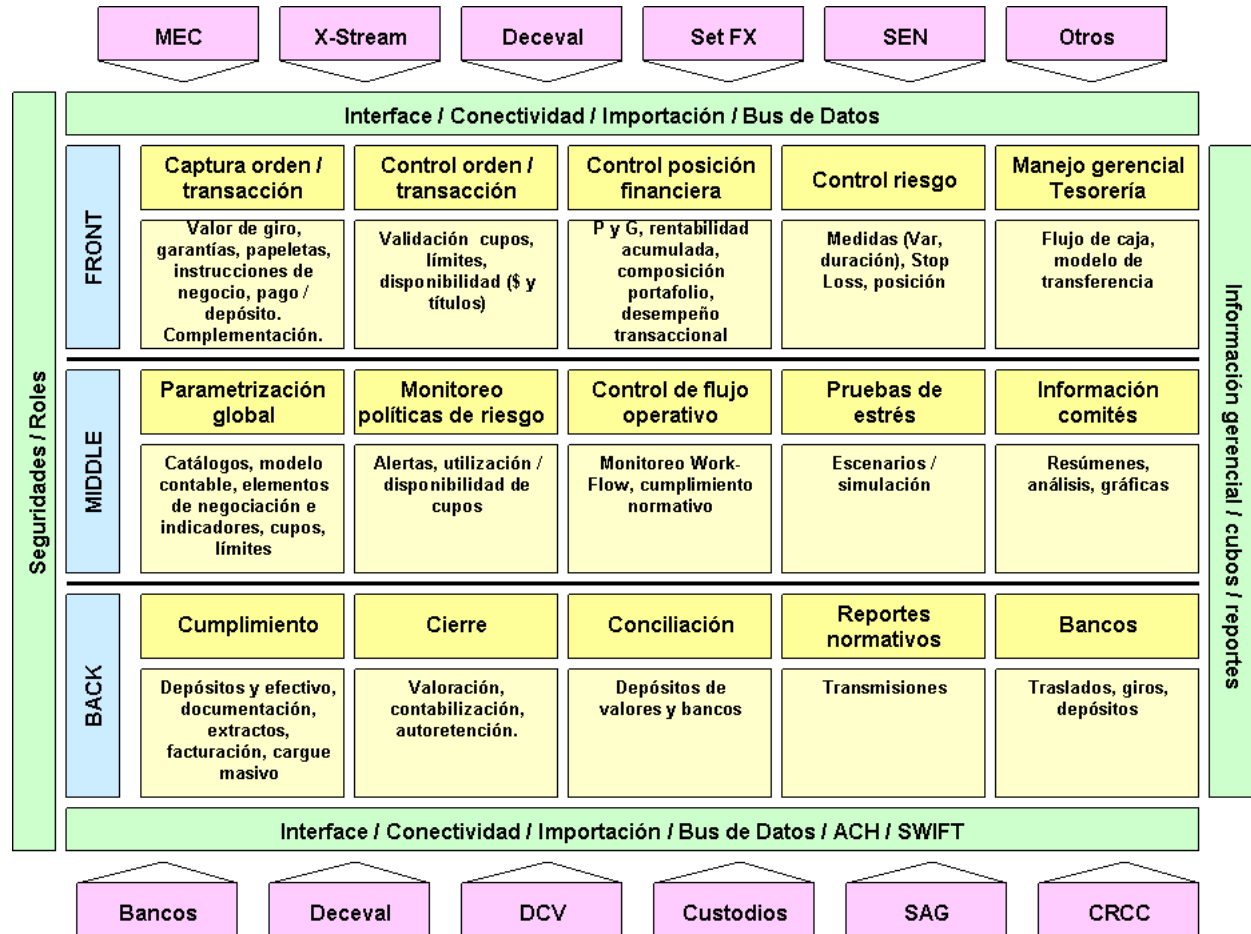 MEC
X-Stream
Deceval
Set FX
SEN
Otros
Interface / Conectividad / Importación / Bus de Datos
Seguridades / Roles
Información gerencial / cubos / reportes
FRONT
Captura orden /
transacción
Control orden /
transacción
Control posición
financiera
Control riesgo
Manejo gerencial
Tesorería
Valor de giro,
garantías, papeletas,
instrucciones de
negocio, pago /
depósito.
Complementación.
Validación cupos,
límites,
disponibilidad ($ y
títulos)
P y G, rentabilidad
acumulada,
composición
portafolio,
desempeño
transaccional
Medidas (Var,
duración), Stop
Loss, posición
Flujo de caja,
modelo de
transferencia
MIDDLE
Parametrización
global
Monitoreo
políticas de riesgo
Control de flujo
operativo
Pruebas de
estrés
Información
comités
Catálogos, modelo
contable, elementos
de negociación e
indicadores, cupos,
límites
Alertas, utilización /
disponibilidad de
cupos
Monitoreo Work-
Flow, cumplimiento
normativo
Escenarios /
simulación
Resúmenes,
análisis, gráficas
BACK
Cumplimiento
Cierre
Conciliación
Reportes
normativos
Bancos
Depósitos y efectivo,
documentación,
extractos,
facturación, cargue
masivo
Valoración,
contabilización,
autoretención.
Depósitos de
valores y bancos
Transmisiones
Traslados, giros,
depósitos
Interface / Conectividad / Importación / Bus de Datos / ACH / SWIFT
Bancos
Deceval
DCV
Custodios
SAG
CRCC